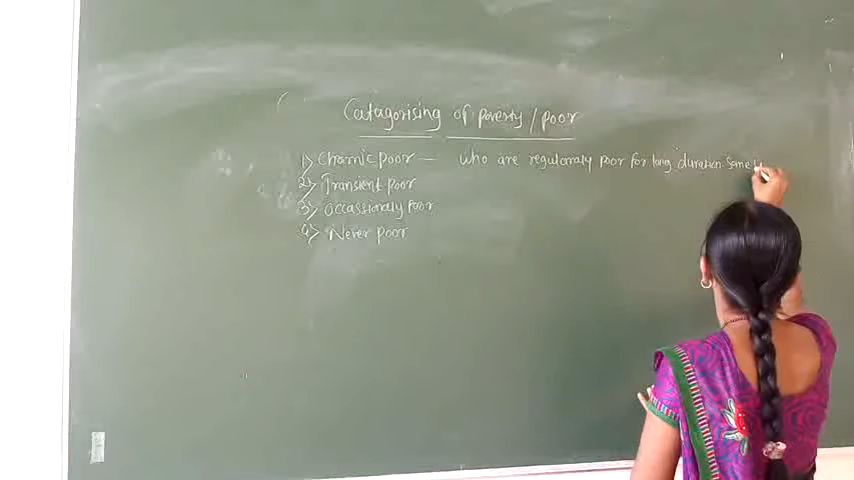 Catagorising of poverty / poor
1> Chronic poor — who are regularaty poor for long duration. Some
2> Transient poor
3> occassionaly poor
4> Never poor